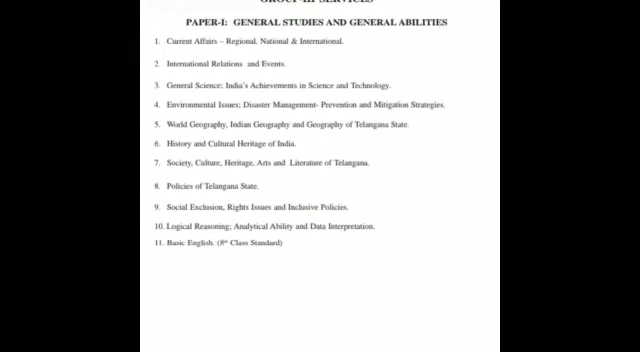 GROUP-III SERVICES
PAPER-I: GENERAL STUDIES AND GENERAL ABILITIES
1. Current Affairs – Regional. National & International.
2. International Relations and Events.
3. General Science; India's Achievements in Science and Technology.
4. Environmental Issues; Disaster Management- Prevention and Mitigation Strategies.
5. World Geography, Indian Geography and Geography of Telangana State.
6. History and Cultural Heritage of India.
7. Society, Culture, Heritage, Arts and Literature of Telangana.
8. Policies of Telangana State.
9. Social Exclusion, Rights Issues and Inclusive Policies.
10. Logical Reasoning; Analytical Ability and Data Interpretation.
11. Basic English. (8th Class Standard)